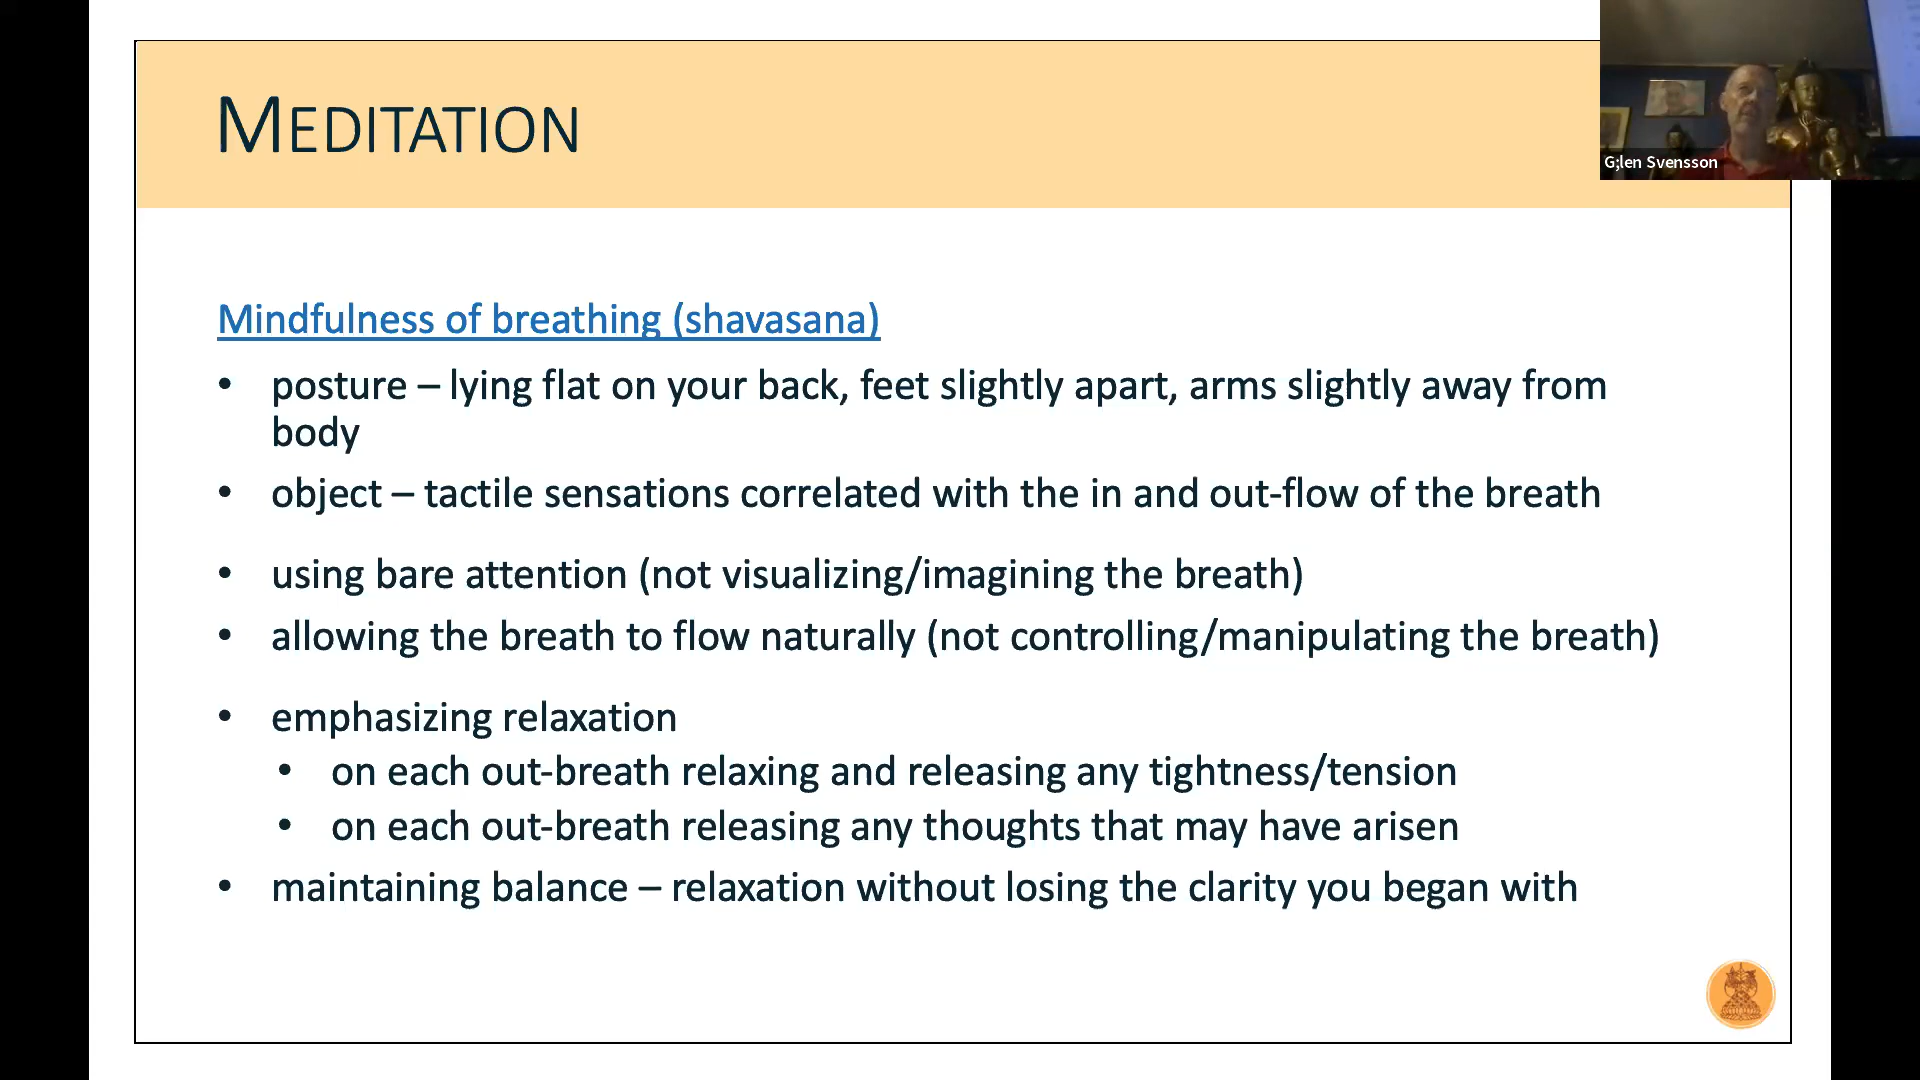 MEDITATION
G;len Svensson
Mindfulness of breathing (shavasana)
• posture – lying flat on your back, feet slightly apart, arms slightly away from
body
• object – tactile sensations correlated with the in and out-flow of the breath
• using bare attention (not visualizing/imagining the breath)
• allowing the breath to flow naturally (not controlling/manipulating the breath)
• emphasizing relaxation
• on each out-breath relaxing and releasing any tightness/tension
• on each out-breath releasing any thoughts that may have arisen
• maintaining balance – relaxation without losing the clarity you began with